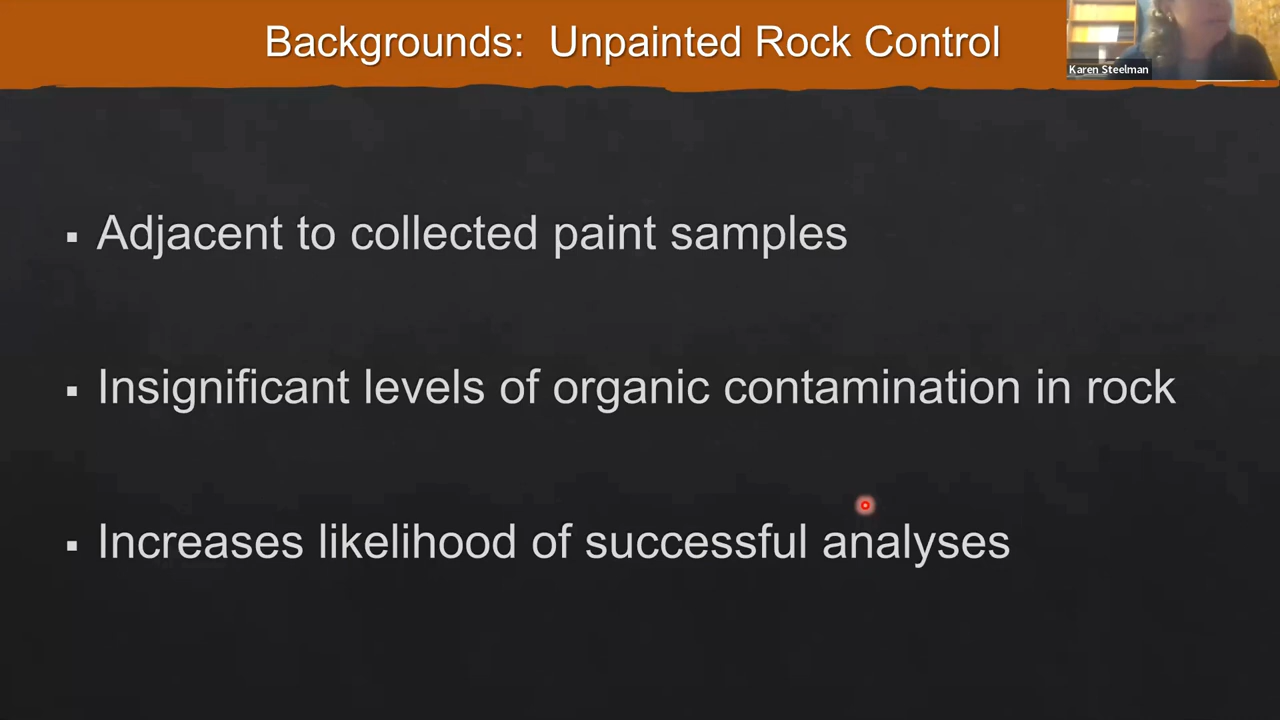 Backgrounds: Unpainted Rock Control
Karen Steelman
▪ Adjacent to collected paint samples
▪ Insignificant levels of organic contamination in rock
▪ Increases likelihood of successful analyses